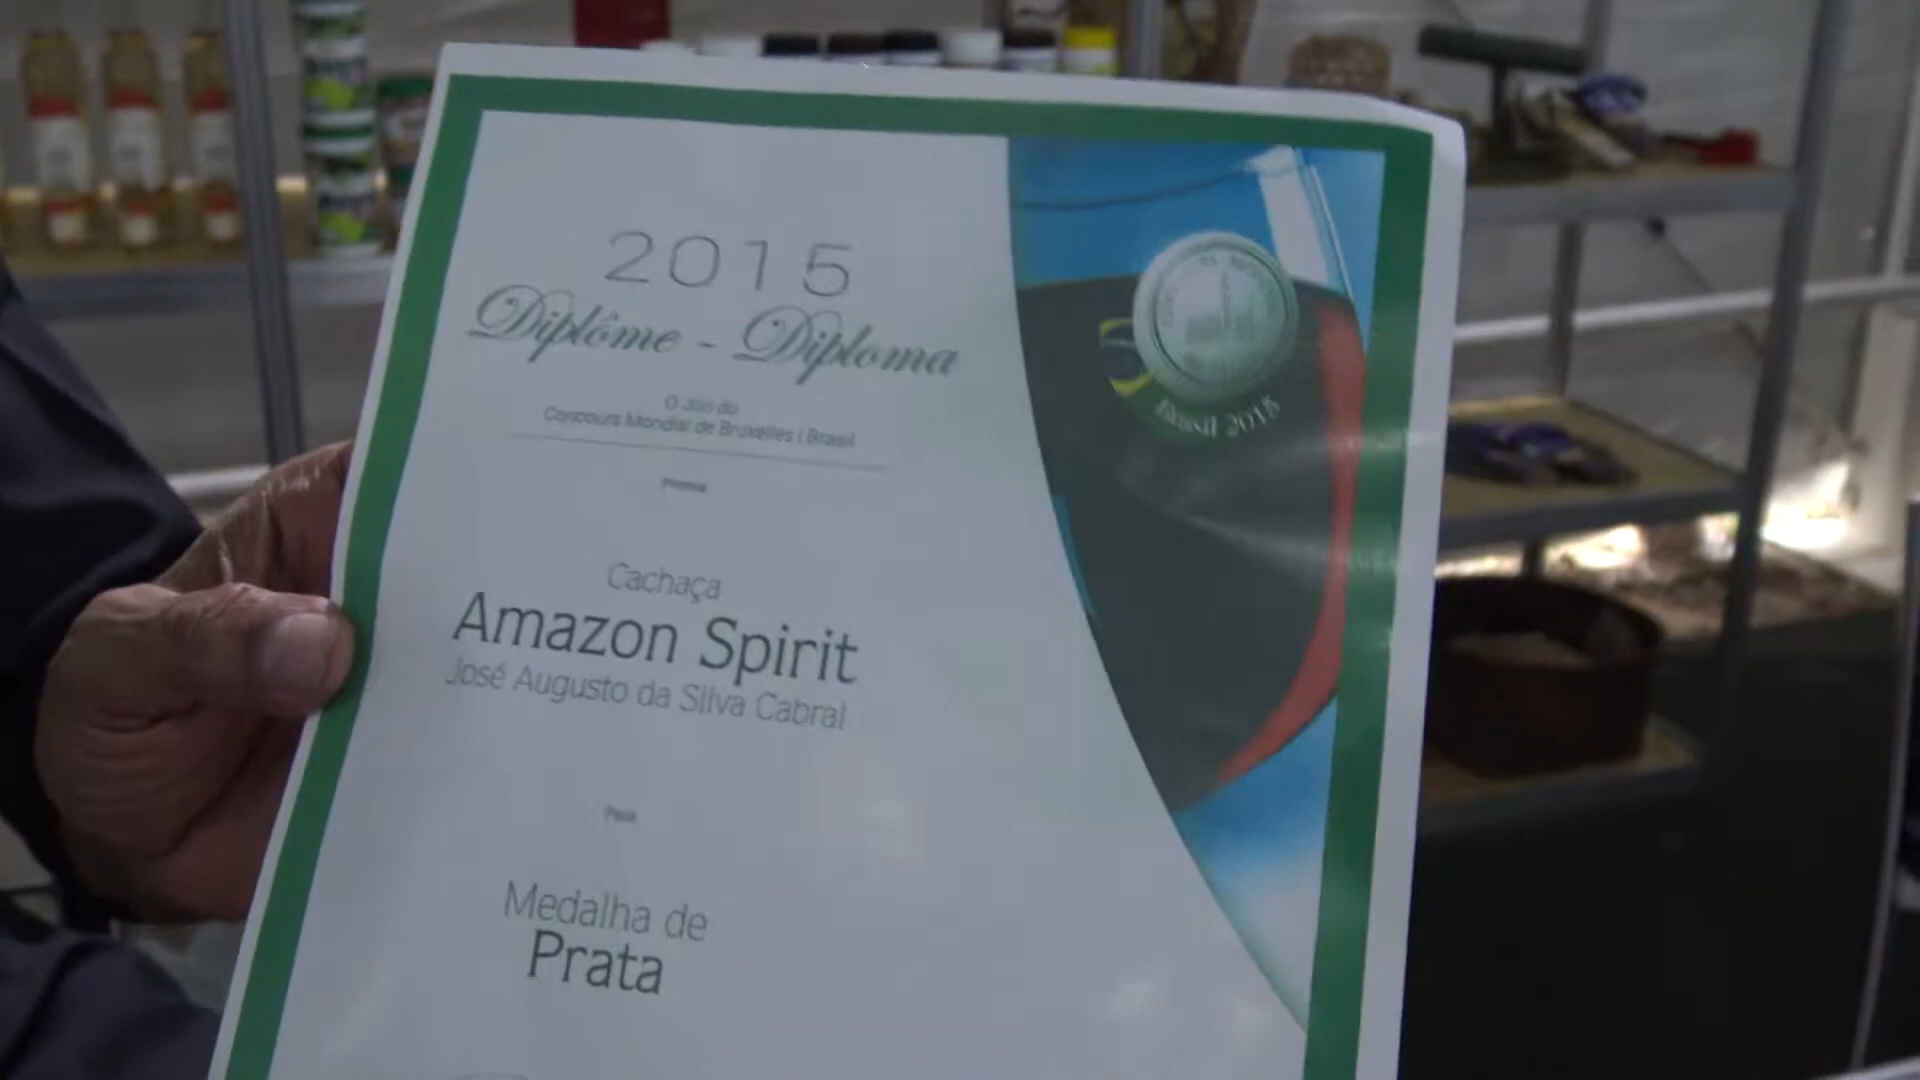 2015
Diplôme - Diploma
O Júri do
Concours Mondial de Bruxelles | Brasil
Premia
Cachaça
Amazon Spirit
José Augusto da Silva Cabral
Medalha de
Prata
Brasil 2015